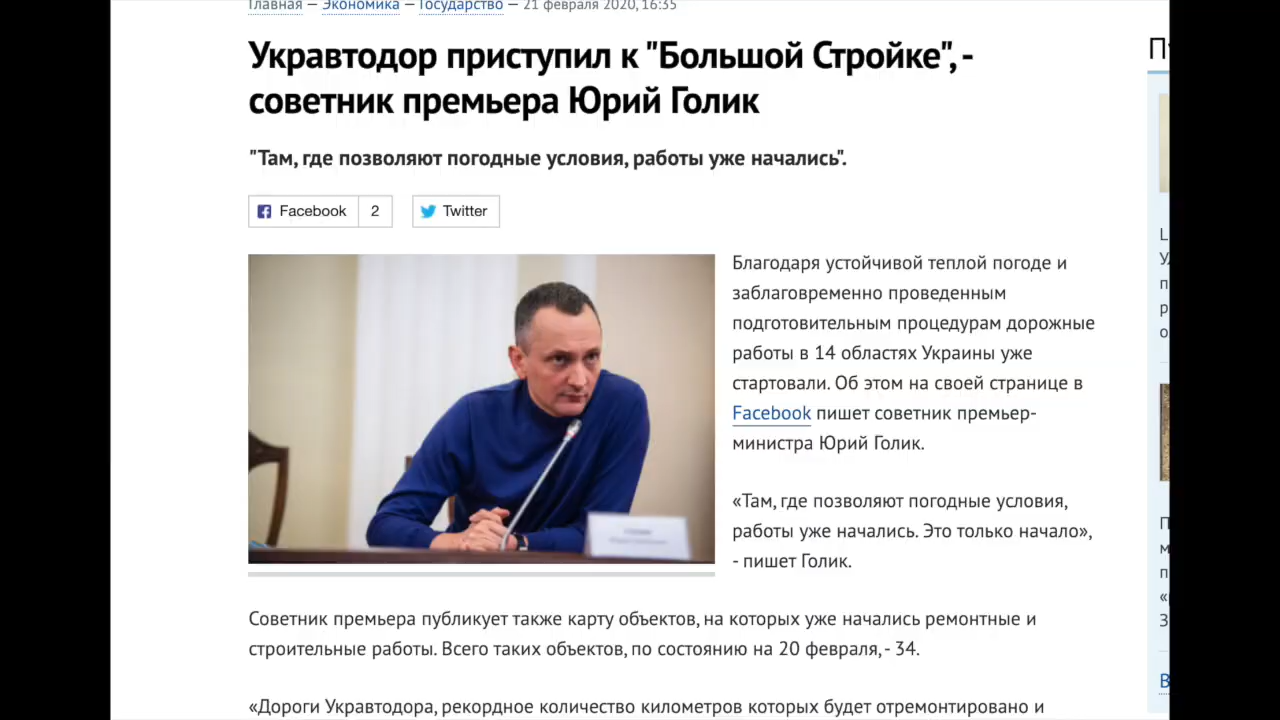 Главная — Экономика — Государство — 21 февраля 2020, 16:35
Укравтодор приступил к "Большой Стройке", -
советник премьера Юрий Голик
"Там, где позволяют погодные условия, работы уже начались".
Facebook 2 Twitter
Благодаря устойчивой теплой погоде и
заблаговременно проведенным
подготовительным процедурам дорожные
работы в 14 областях Украины уже
стартовали. Об этом на своей странице в
Facebook пишет советник премьер-
министра Юрий Голик.
«Там, где позволяют погодные условия,
работы уже начались. Это только начало»,
- пишет Голик.
Советник премьера публикует также карту объектов, на которых уже начались ремонтные и
строительные работы. Всего таких объектов, по состоянию на 20 февраля, - 34.
«Дороги Укравтодора, рекордное количество километров которых будет отремонтировано и